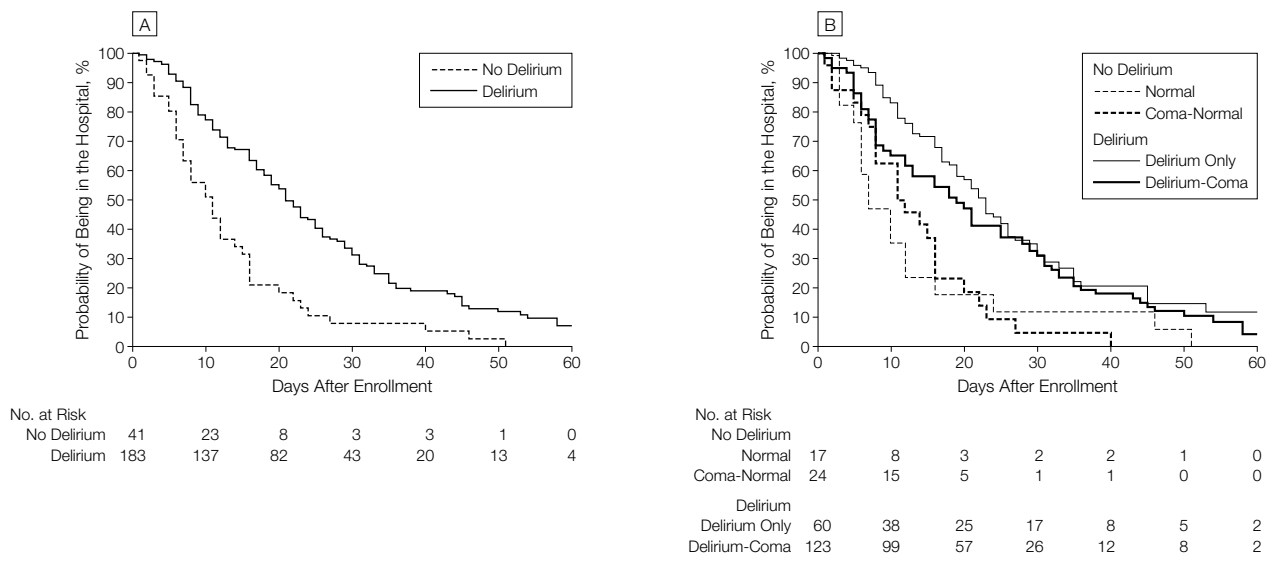 A
Probability of Being in the Hospital, %
100
90
80
70
60
50
40
30
20
10
0
No Delirium
Delirium
0 10 20 30 40 50 60
Days After Enrollment
No. at Risk
No Delirium 41 23 8 3 3 1 0
Delirium 183 137 82 43 20 13 4
B
Probability of Being in the Hospital, %
100
90
80
70
60
50
40
30
20
10
0
No Delirium
Normal
Coma-Normal
Delirium
Delirium Only
Delirium-Coma
0 10 20 30 40 50 60
Days After Enrollment
No. at Risk
No Delirium
Normal 17 8 3 2 2 1 0
Coma-Normal 24 15 5 1 1 0 0
Delirium
Delirium Only 60 38 25 17 8 5 2
Delirium-Coma 123 99 57 26 12 8 2